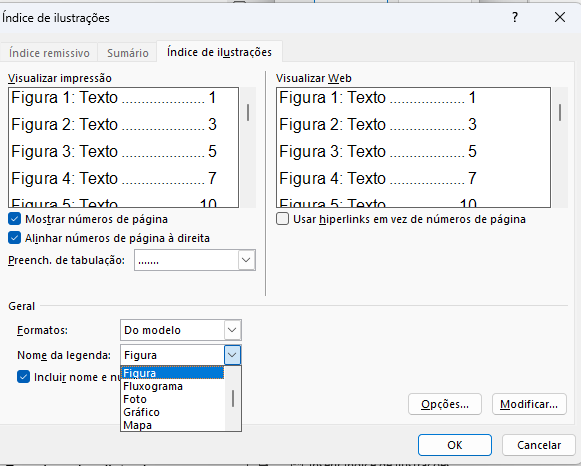 Índice de ilustrações
?
Índice remissivo
Sumário
Índice de ilustrações
Visualizar impressão
Visualizar Web
Figura 1: Texto ..................... 1
Figura 2: Texto ..................... 3
Figura 3: Texto ..................... 5
Figura 4: Texto ..................... 7
Figura 5: Texto ................... 10
Figura 1: Texto ..................... 1
Figura 2: Texto ..................... 3
Figura 3: Texto ..................... 5
Figura 4: Texto ..................... 7
Figura 5: Texto ................... 10
Mostrar números de página
Usar hiperlinks em vez de números de página
Alinhar números de página à direita
Preench. de tabulação:
.......
Geral
Formatos:
Do modelo
Nome da legenda:
Figura
Figura
Fluxograma
Foto
Gráfico
Mapa
Incluir nome e
Opções...
Modificar...
OK
Cancelar